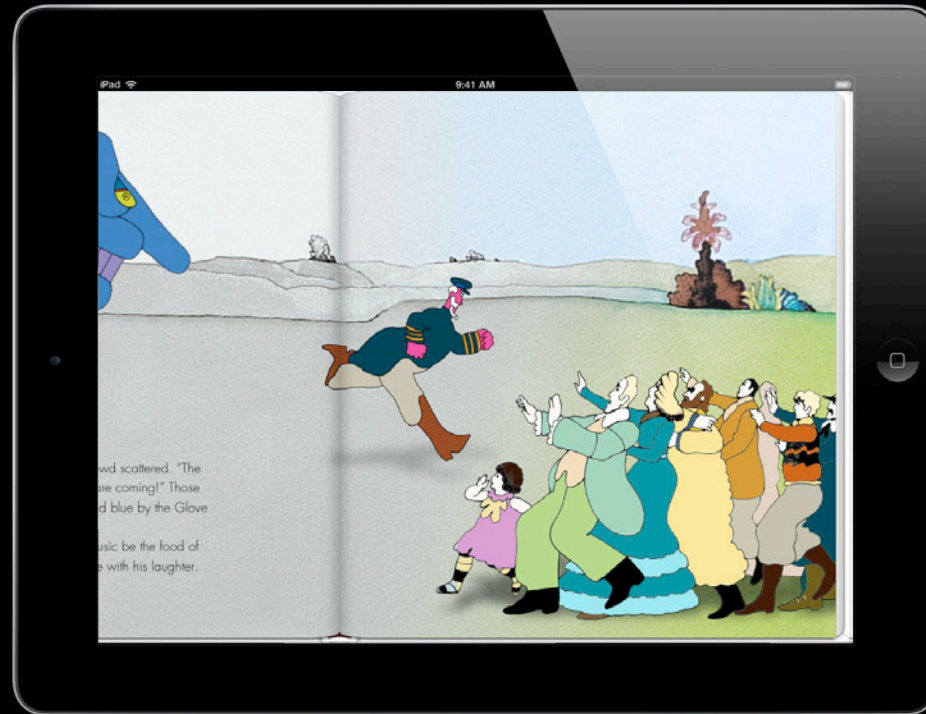 iPad
9:41 AM
wd scattered. "The
are coming!" Those
d blue by the Glove
usic be the food of
e with his laughter.